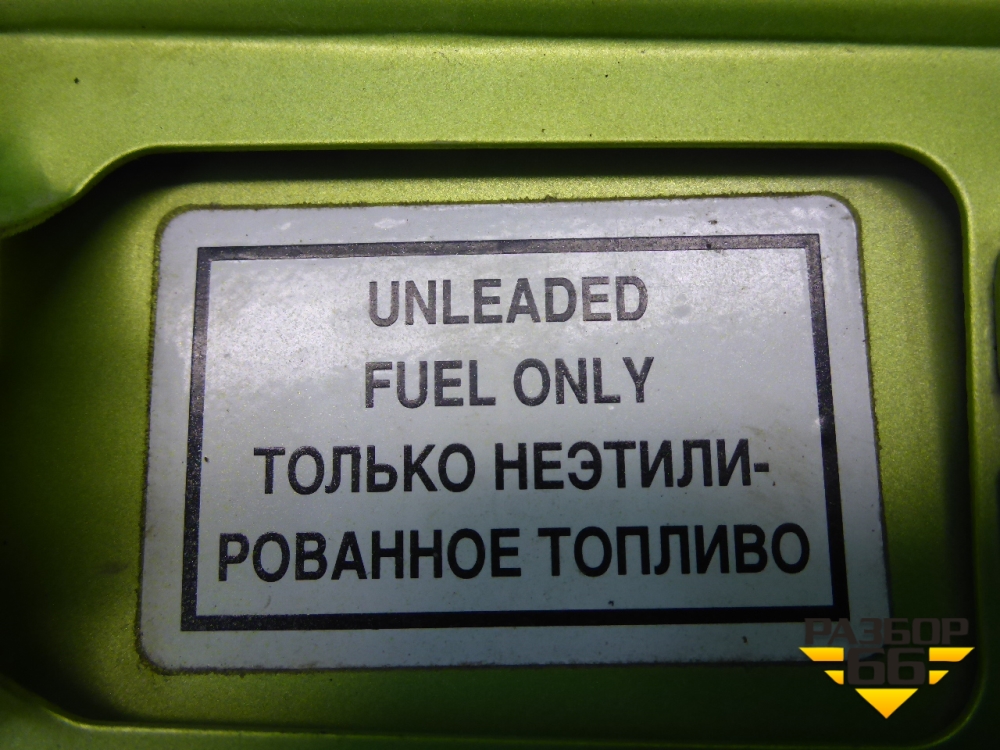 UNLEADED
FUEL ONLY
ТОЛЬКО НЕЭТИЛИ-
РОВАННОЕ ТОПЛИВО
РАЗБОР
66